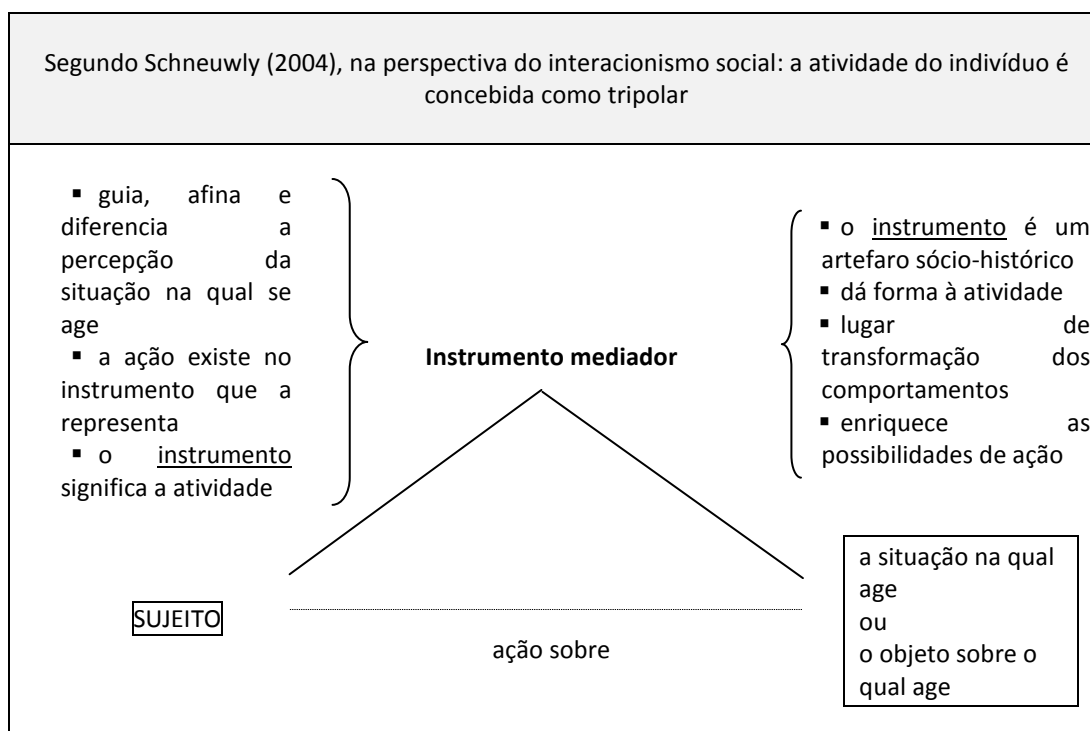 Segundo Schneuwly (2004), na perspectiva do interacionismo social: a atividade do indivíduo é
concebida como tripolar
▪ guia, afina e
diferencia a
percepção da
situação na qual se
age
▪ a ação existe no
instrumento que a
representa
▪ o instrumento
significa a atividade
Instrumento mediador
▪ o instrumento é um
artefaro sócio-histórico
▪ dá forma à atividade
▪ lugar de
transformação dos
comportamentos
▪ enriquece as
possibilidades de ação
SUJEITO
ação sobre
a situação na qual
age
ou
o objeto sobre o
qual age